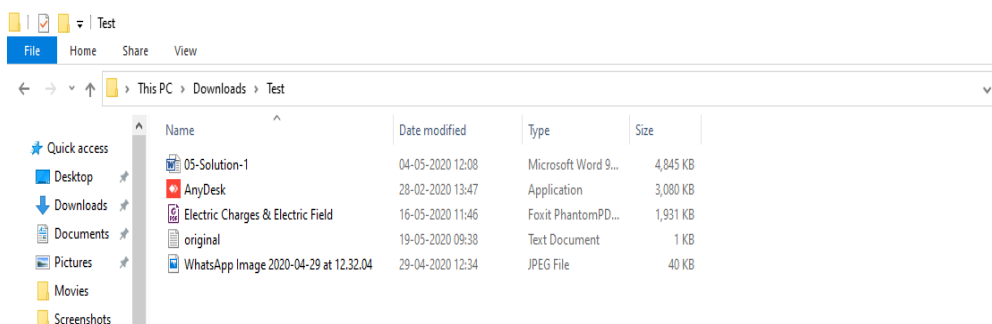 Test
File Home Share View
This PC > Downloads > Test
Name Date modified Type Size
Quick access
05-Solution-1 04-05-2020 12:08 Microsoft Word 9... 4,845 KB
Desktop
AnyDesk 28-02-2020 13:47 Application 3,080 KB
Downloads
Electric Charges & Electric Field 16-05-2020 11:46 Foxit PhantomPD... 1,931 KB
Documents
original 19-05-2020 09:38 Text Document 1 KB
Pictures
WhatsApp Image 2020-04-29 at 12.32.04 29-04-2020 12:34 JPEG File 40 KB
Movies
Screenshots